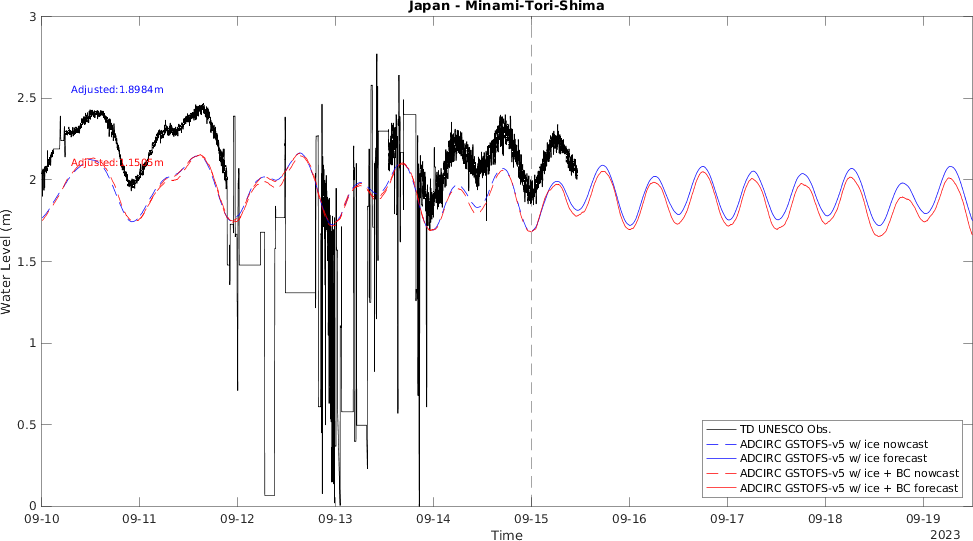 Japan - Minami-Tori-Shima
3
2.5
2
1.5
1
0.5
0
Water Level (m)
Adjusted:1.8984m
Adjusted:1.1505m
TD UNESCO Obs.
ADCIRC GSTOFS-v5 w/ ice nowcast
ADCIRC GSTOFS-v5 w/ ice forecast
ADCIRC GSTOFS-v5 w/ ice + BC nowcast
ADCIRC GSTOFS-v5 w/ ice + BC forecast
09-10 09-11 09-12 09-13 09-14 09-15 09-16 09-17 09-18 09-19
Time
2023